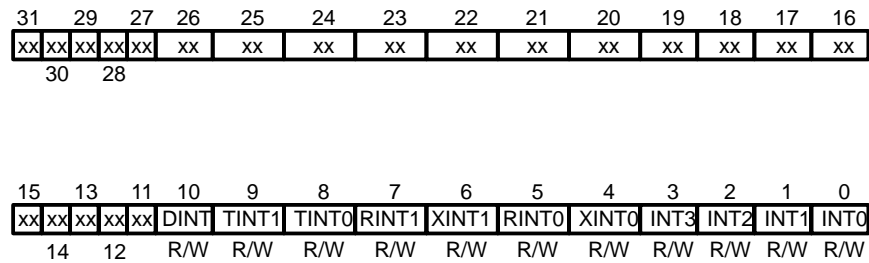 31 29 27 26 25 24 23 22 21 20 19 18 17 16
xx xx xx xx xx xx xx xx xx xx xx xx xx xx xx xx
30 28
15 13 11 10 9 8 7 6 5 4 3 2 1 0
xx xx xx xx xx DINT TINT1 TINT0 RINT1 XINT1 RINT0 XINT0 INT3 INT2 INT1 INT0
14 12 R/W R/W R/W R/W R/W R/W R/W R/W R/W R/W R/W